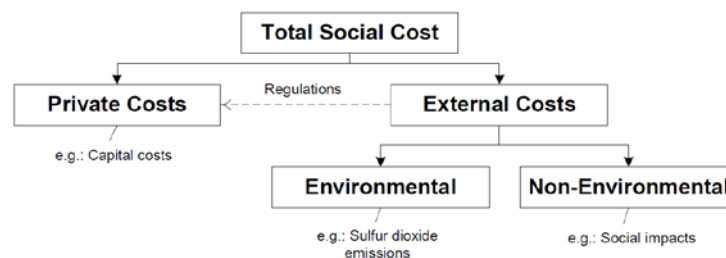 Total Social Cost
Private Costs
Regulations
External Costs
e.g.: Capital costs
Environmental
Non-Environmental
e.g.: Sulfur dioxide
emissions
e.g.: Social impacts